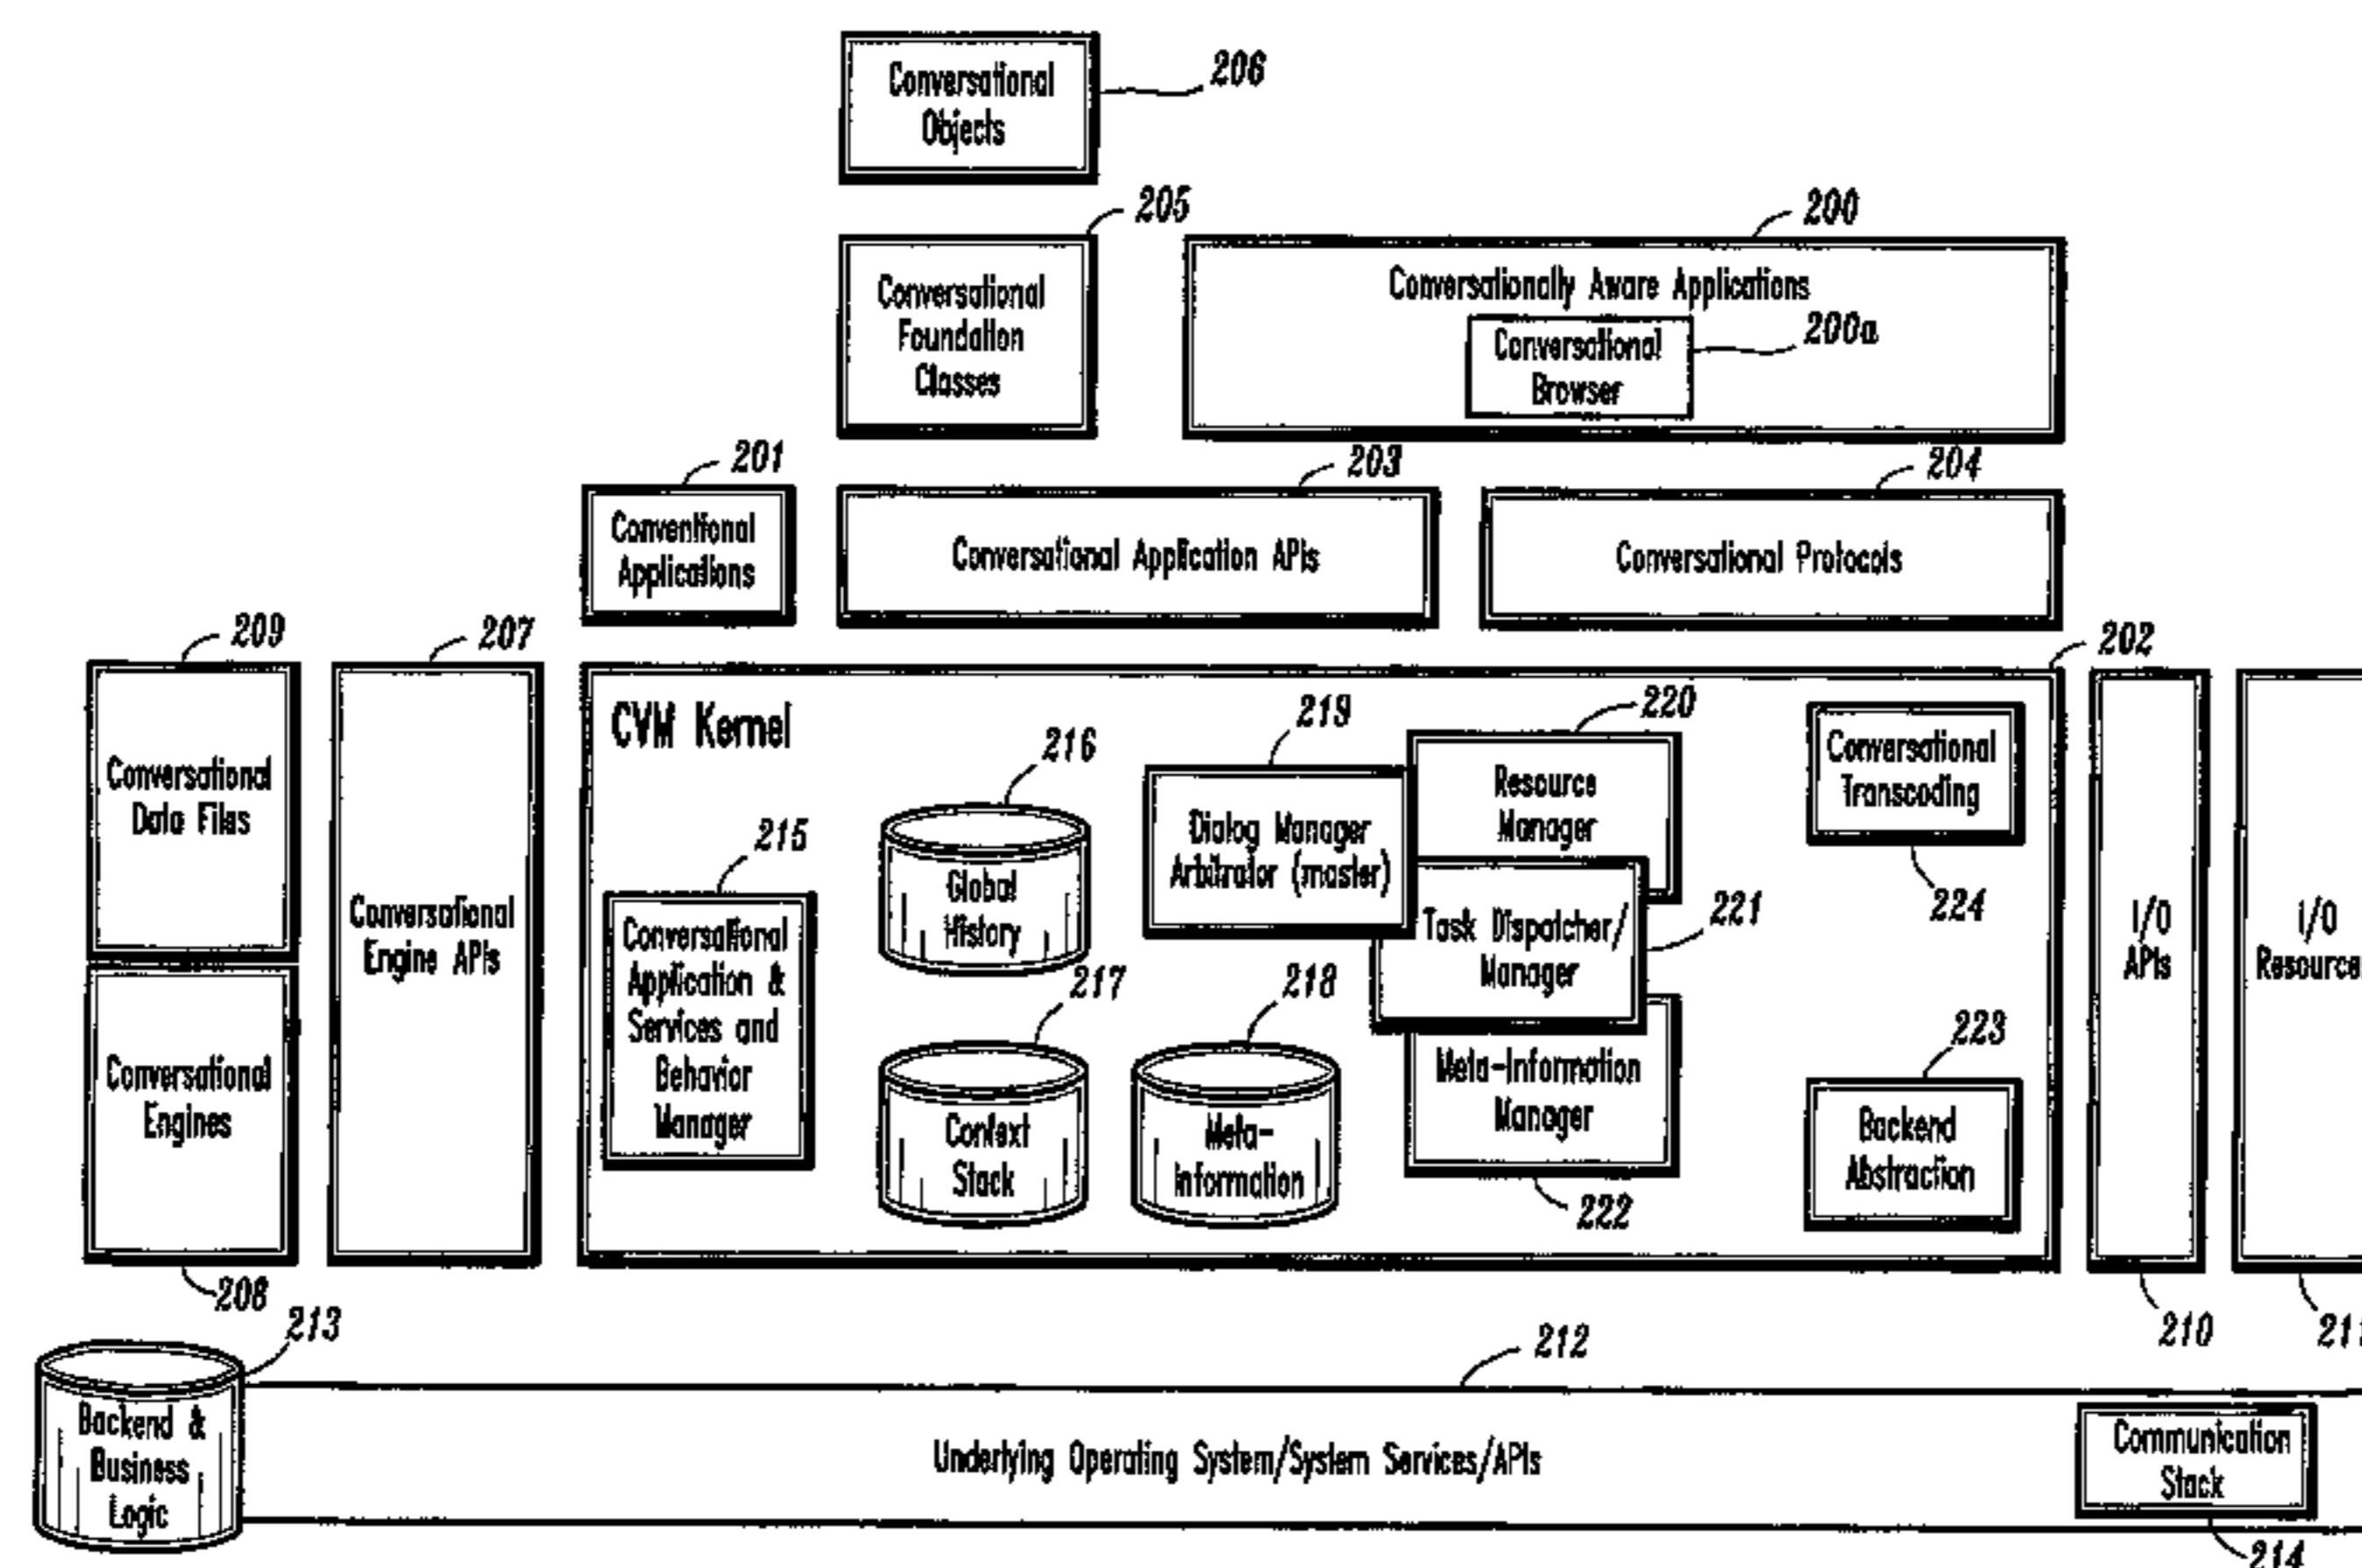 206
Conversational
Objects
205
200
Conversational
Foundation
Classes
Conversationally Aware Applications
200a
Conversational
Browser
201
203
204
Conventional
Applications
Conversational Application APIs
Conversational Protocols
209
207
202
Conversational
Data Files
Conversational
Engine APIs
Conversational
Engines
208
CVM Kernel
215
Conversational
Application &
Services and
Behavior
Manager
216
Global
History
217
Context
Stack
218
Meta-
Information
219
Dialog Manager
Arbitrator (master)
220
Resource
Manager
221
Task Dispatcher/
Manager
Meta-Information
Manager
222
Conversational
Transcoding
224
223
Backend
Abstraction
I/O
APIs
210
I/O
Resource
211
213
Backend &
Business
Logic
212
Underlying Operating System/System Services/APIs
Communication
Stack
214